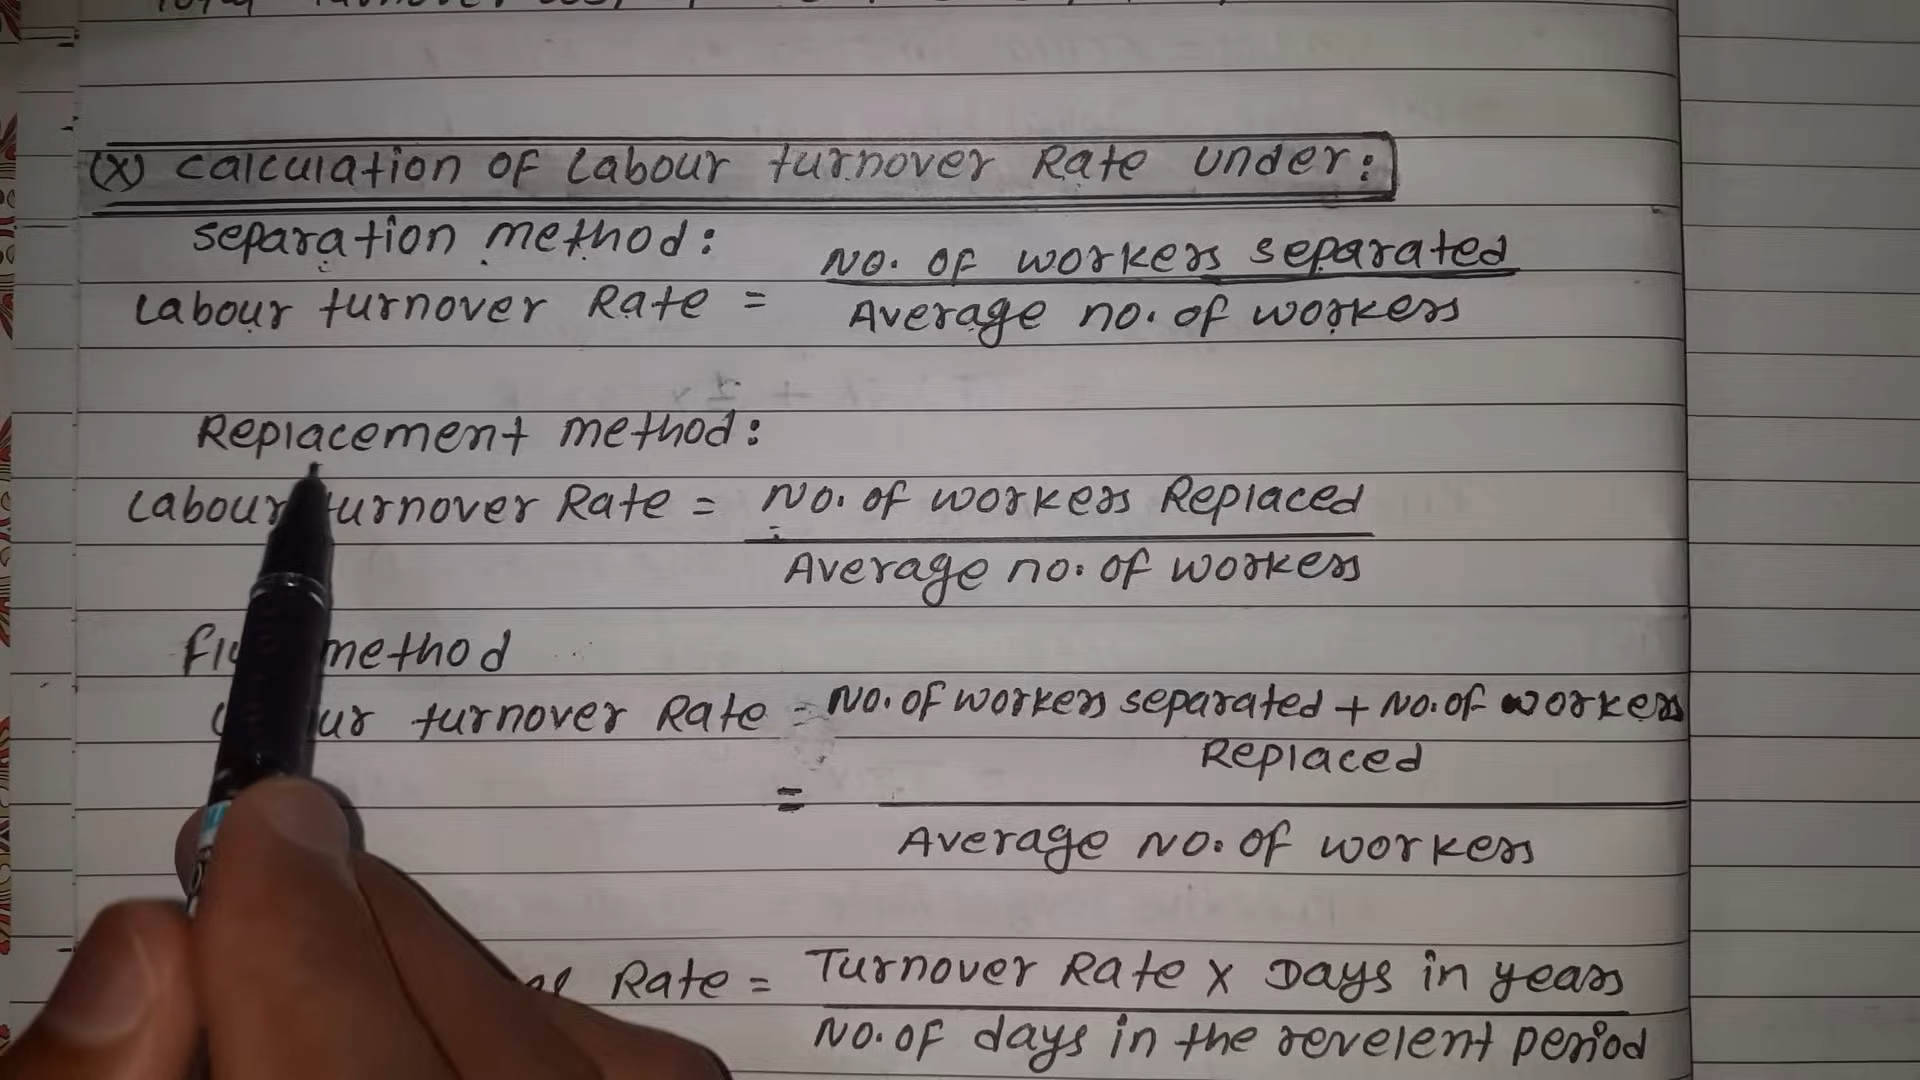 (X) Calculation of Labour turnover Rate under:
Separation method:
No. of workers separated
Labour turnover Rate =
Average no. of workers
Replacement method:
Labour turnover Rate = No. of workers Replaced
Average no. of workers
method
turnover Rate = No. of workers separated + No. of workers
Replaced
=
Average No. of workers
Rate = Turnover Rate X Days in years
No. of days in the revelent period